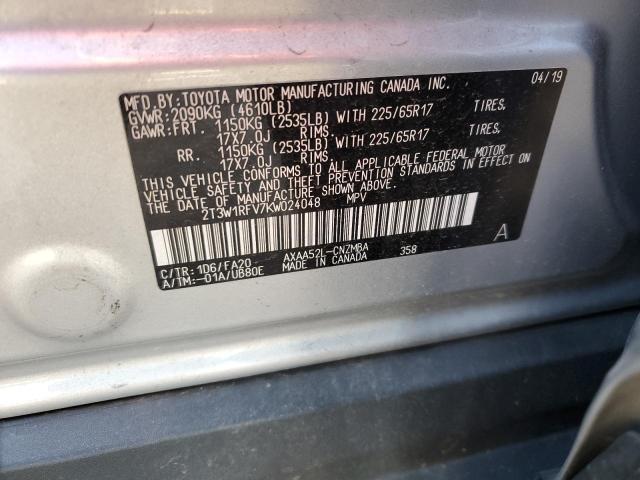 MFD.BY:TOYOTA MOTOR MANUFACTURING CANADA INC. 04/19
GVWR:2090KG (4610LB)
GAWR:FRT. 1150KG (2535LB) WITH 225/65R17 TIRES,
17X7.0J RIMS.
RR. 1150KG (2535LB) WITH 225/65R17 TIRES,
17X7.0J RIMS.
THIS VEHICLE CONFORMS TO ALL APPLICABLE FEDERAL MOTOR
VEHICLE SAFETY AND BUMPER STANDARDS IN EFFECT ON
THE DATE OF MANUFACTURE SHOWN ABOVE.
2T3W1RFV7KW024048 MPV
A
C/TR:1D6/FA20 AXAA52L-CNZMBA 358
A/TM:-01A/UB80E MADE IN CANADA